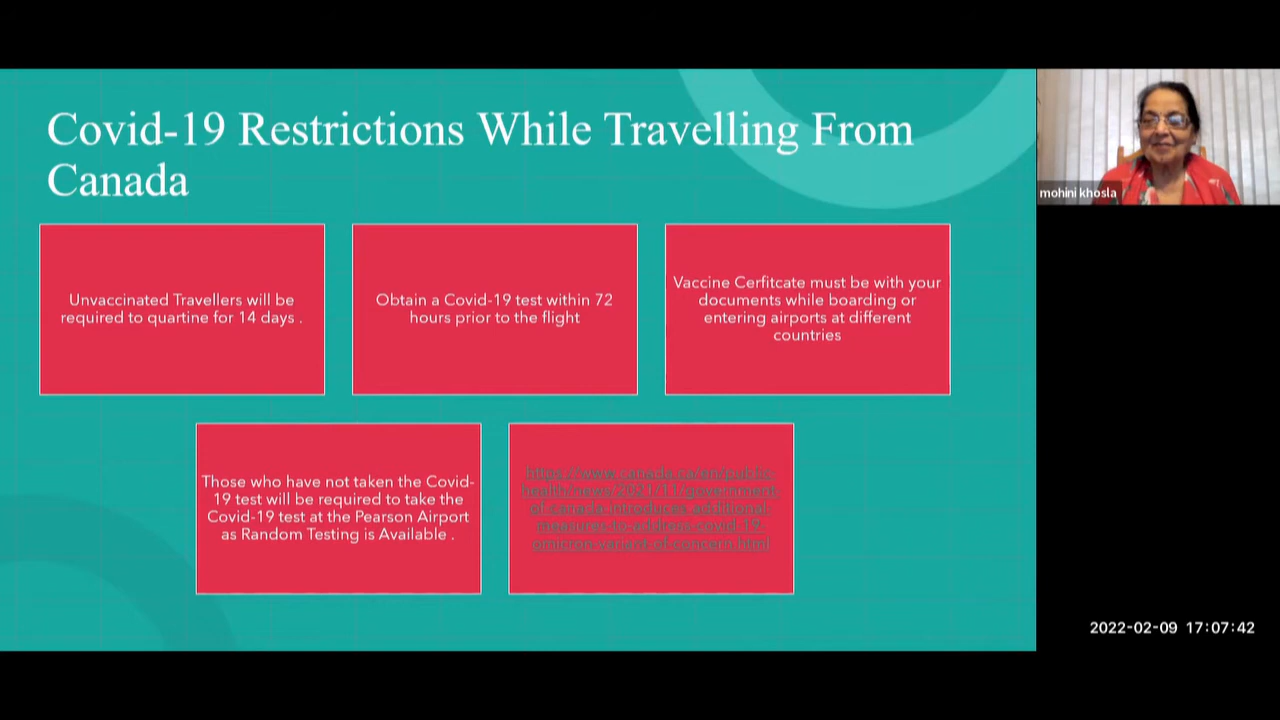 Covid-19 Restrictions While Travelling From
Canada
mohini khosla
Unvaccinated Travellers will be
required to quartine for 14 days .
Obtain a Covid-19 test within 72
hours prior to the flight
Vaccine Cerfitcate must be with your
documents while boarding or
entering airports at different
countries
Those who have not taken the Covid-
19 test will be required to take the
Covid-19 test at the Pearson Airport
as Random Testing is Available .
https://www.canada.ca/en/public-
health/news/2021/11/government-
of-canada-introduces-additional-
measures-to-address-covid-19-
omicron-variant-of-concern.html
2022-02-09 17:07:42